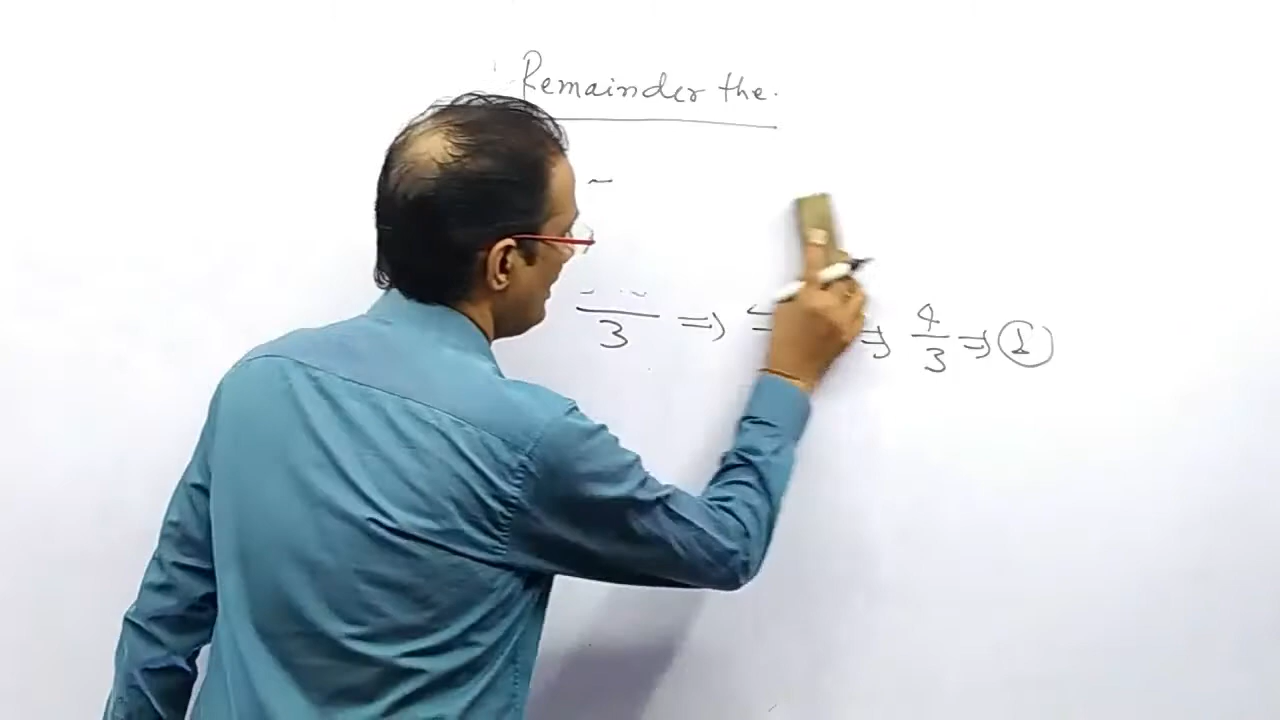 Remainder the.
3 ⇒ ⇒ 4/3 ⇒ 1